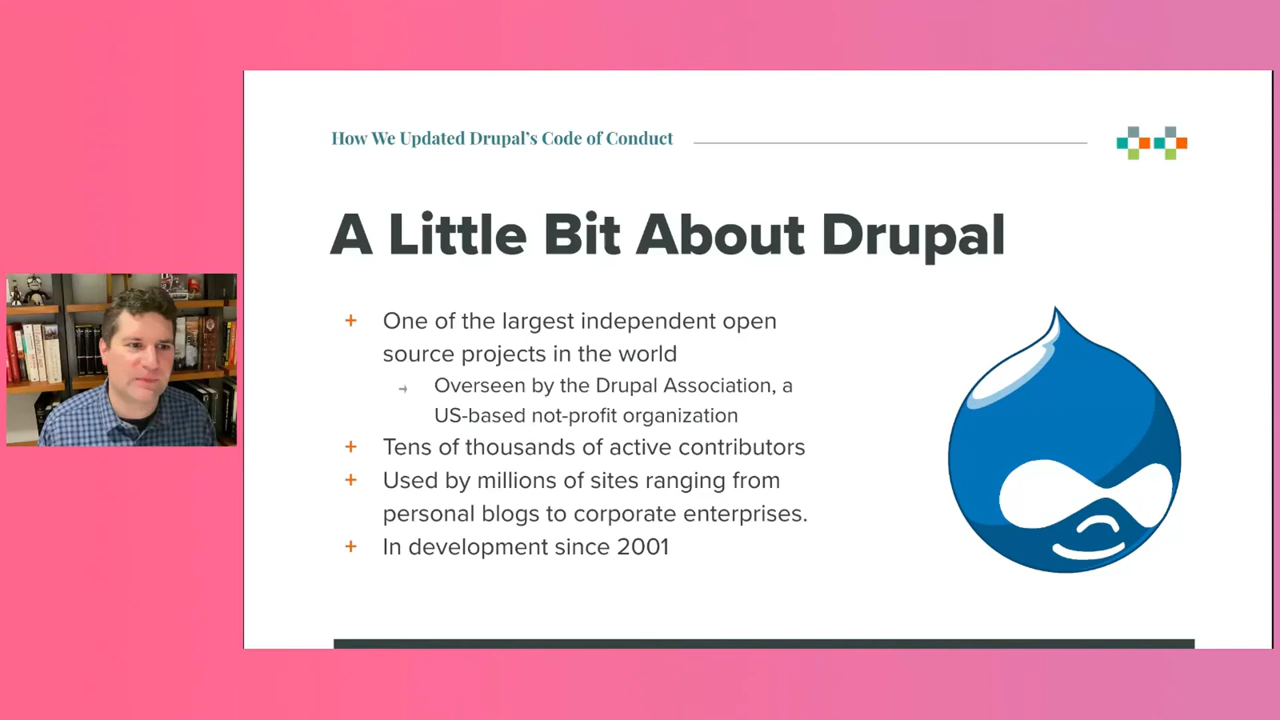 How We Updated Drupal's Code of Conduct
A Little Bit About Drupal
+ One of the largest independent open
source projects in the world
→ Overseen by the Drupal Association, a
US-based not-profit organization
+ Tens of thousands of active contributors
+ Used by millions of sites ranging from
personal blogs to corporate enterprises.
+ In development since 2001